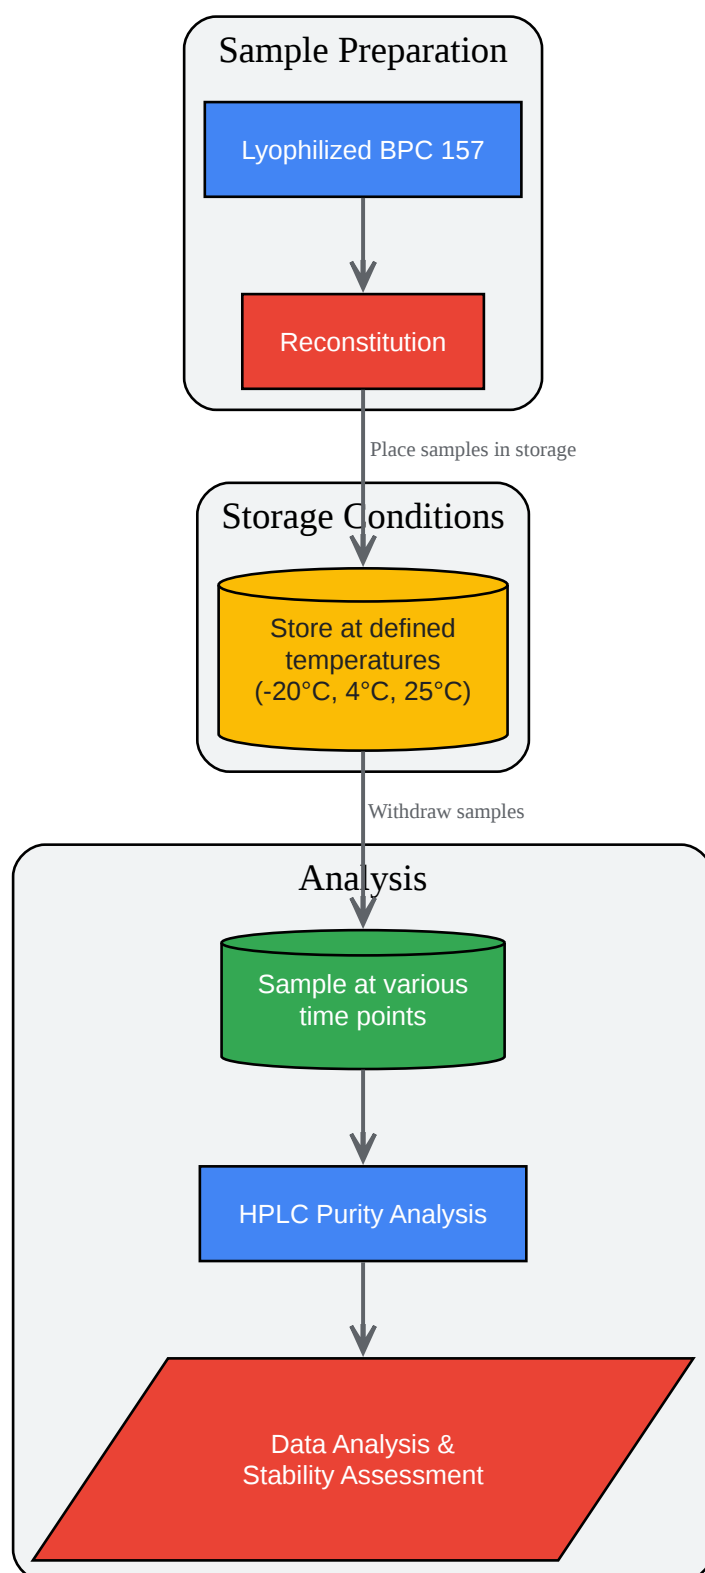 Sample Preparation
Lyophilized BPC 157
Reconstitution
Place samples in storage
Storage Conditions
Store at defined
temperatures
(-20°C, 4°C, 25°C)
Withdraw samples
Analysis
Sample at various
time points
HPLC Purity Analysis
Data Analysis &
Stability Assessment